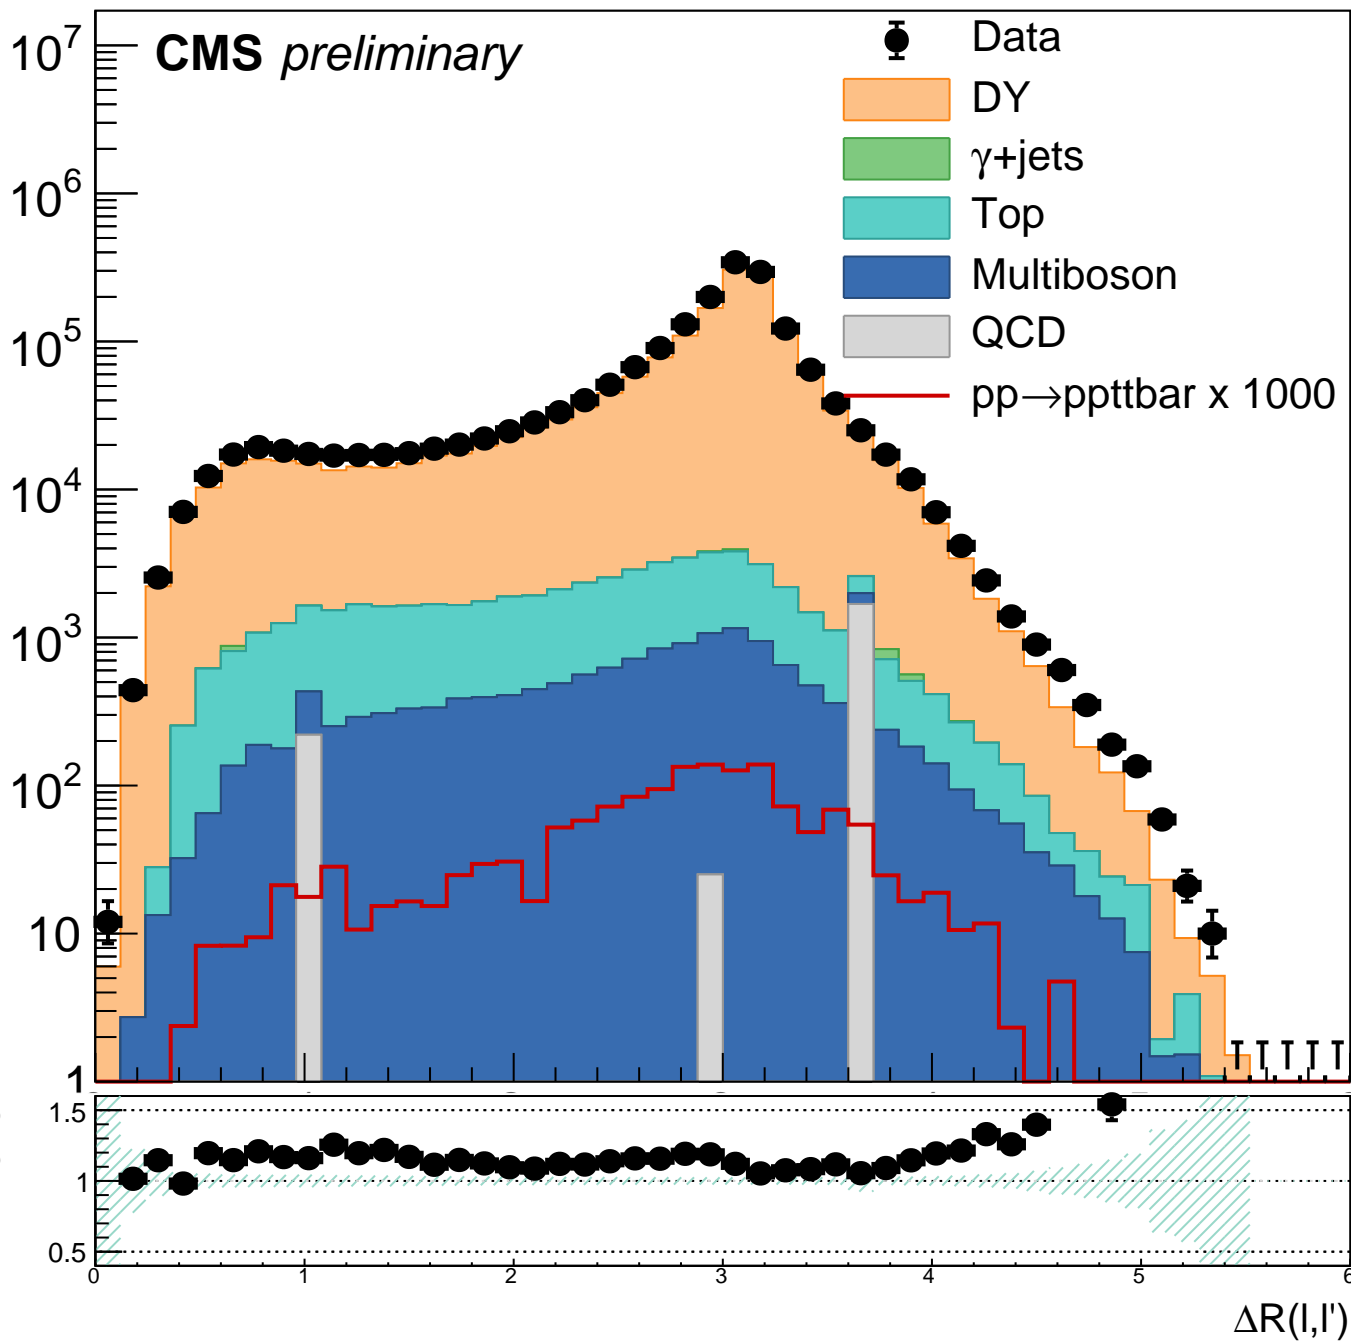 CMS preliminary
Data
DY
γ+jets
Top
Multiboson
QCD
pp→ppttbar x 1000
10^7
10^6
10^5
10^4
10^3
10^2
10
1
1.5
1
0.5
0 1 2 3 4 5 6
ΔR(l,l')